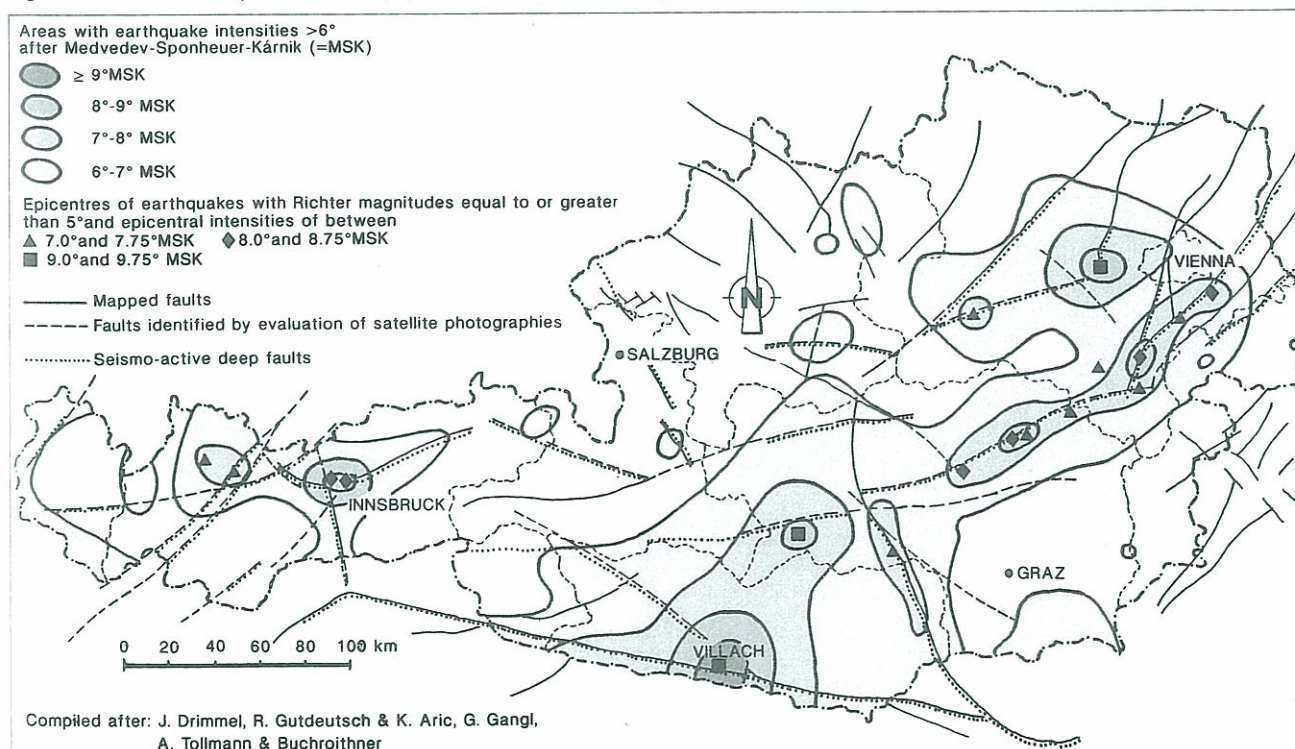 Areas with earthquake intensities >6°
after Medvedev-Sponheuer-Kárnik (=MSK)
≥ 9°MSK
8°-9° MSK
7°-8° MSK
6°-7° MSK
Epicentres of earthquakes with Richter magnitudes equal to or greater
than 5°and epicentral intensities of between
7.0°and 7.75°MSK 8.0°and 8.75°MSK
9.0°and 9.75° MSK
Mapped faults
Faults identified by evaluation of satellite photographies
Seismo-active deep faults
N
VIENNA
SALZBURG
INNSBRUCK
GRAZ
VILLACH
0 20 40 60 80 100 km
Compiled after: J. Drimmel, R. Gutdeutsch & K. Aric, G. Gangl,
A. Tollmann & Buchroithner